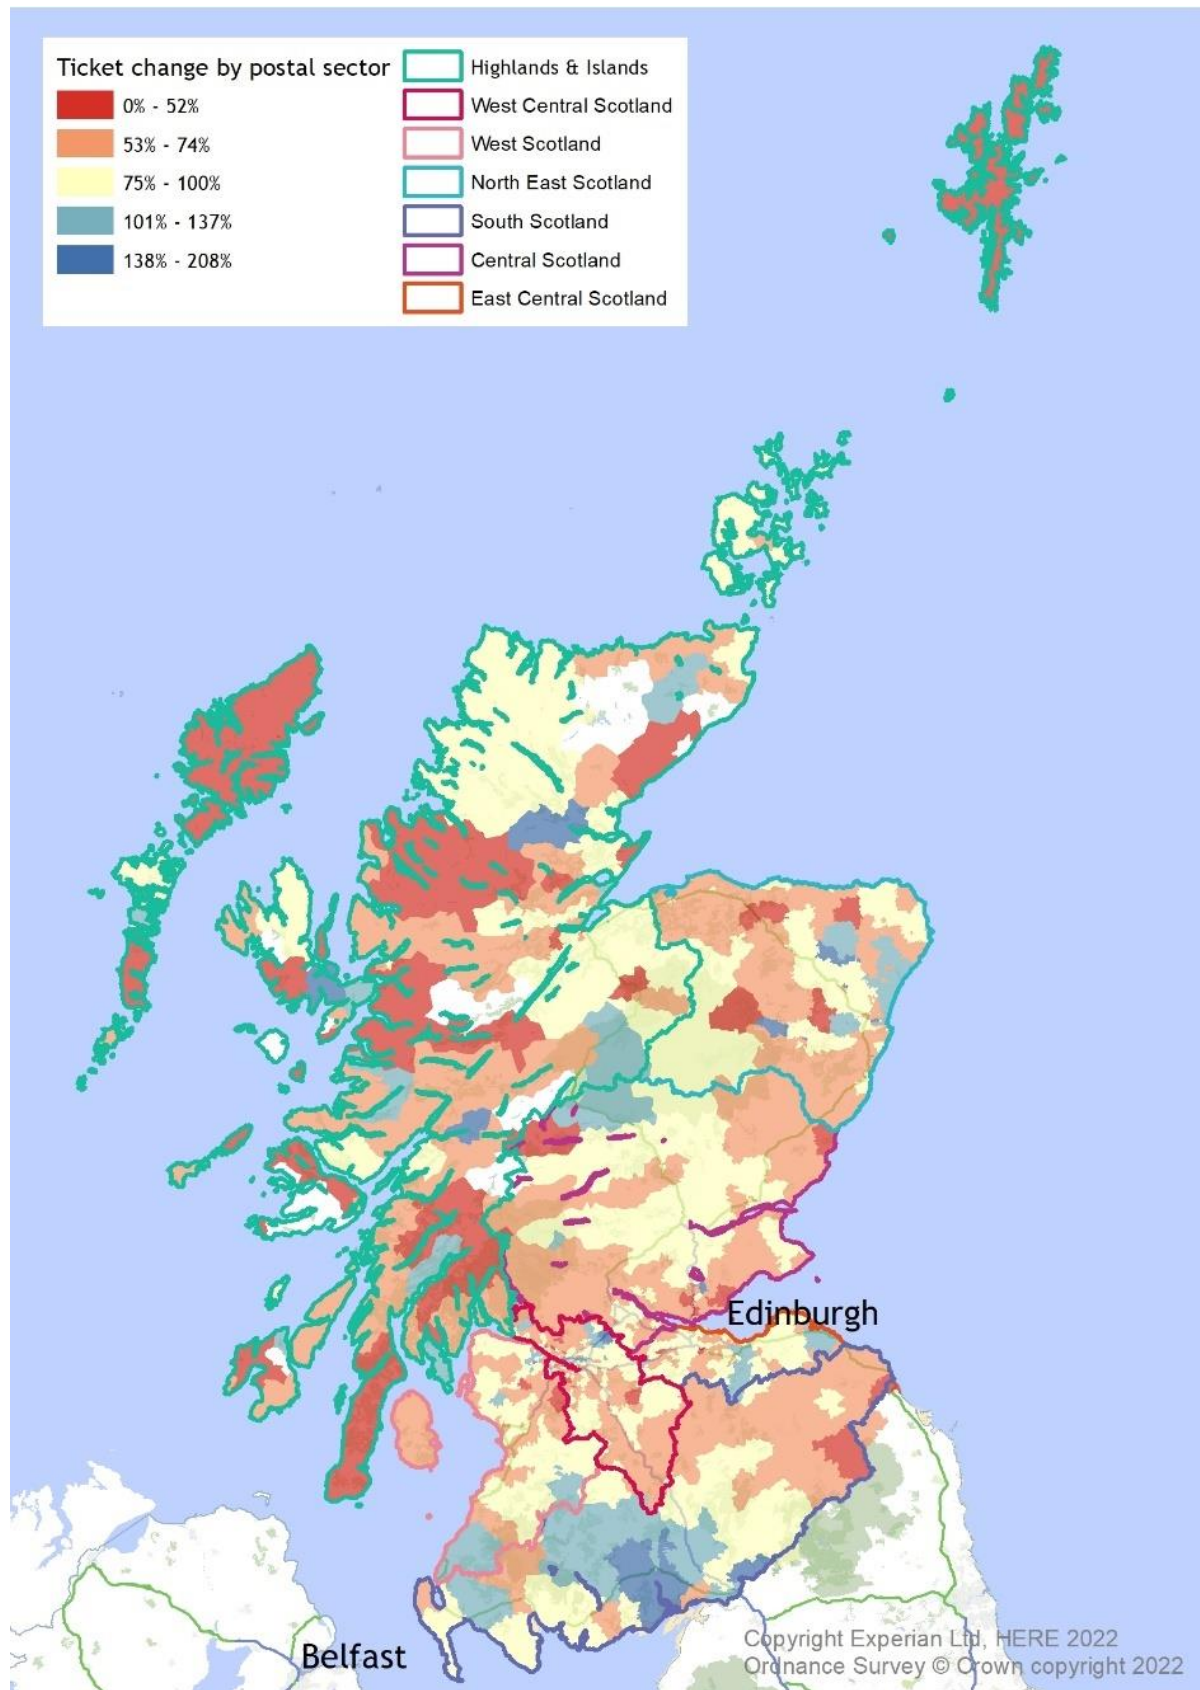 Ticket change by postal sector
0% - 52%
53% - 74%
75% - 100%
101% - 137%
138% - 208%
Highlands & Islands
West Central Scotland
West Scotland
North East Scotland
South Scotland
Central Scotland
East Central Scotland
Edinburgh
Belfast
Copyright Experian Ltd, HERE 2022
Ordnance Survey © Crown copyright 2022